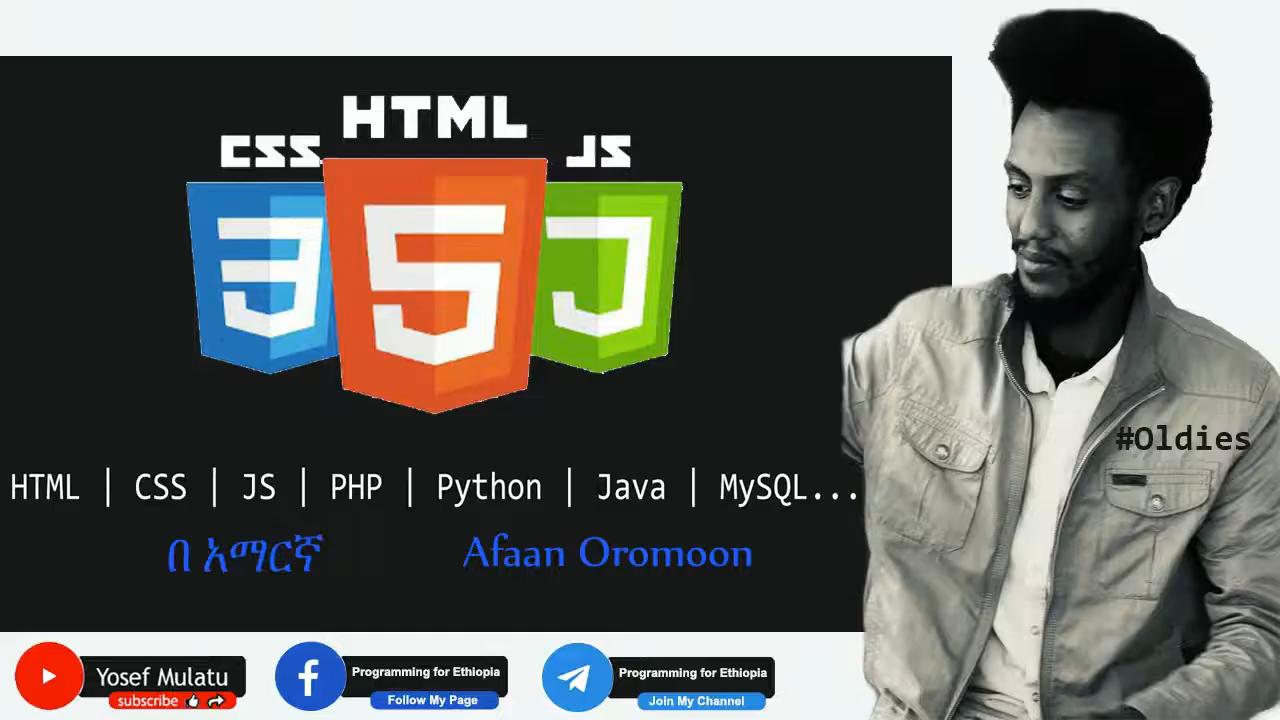 HTML
CSS
JS
#Oldies
HTML | CSS | JS | PHP | Python | Java | MySQL...
በ አማርኛ
Afaan Oromoon
Yosef Mulatu
subscribe
Programming for Ethiopia
Follow My Page
Programming for Ethiopia
Join My Channel